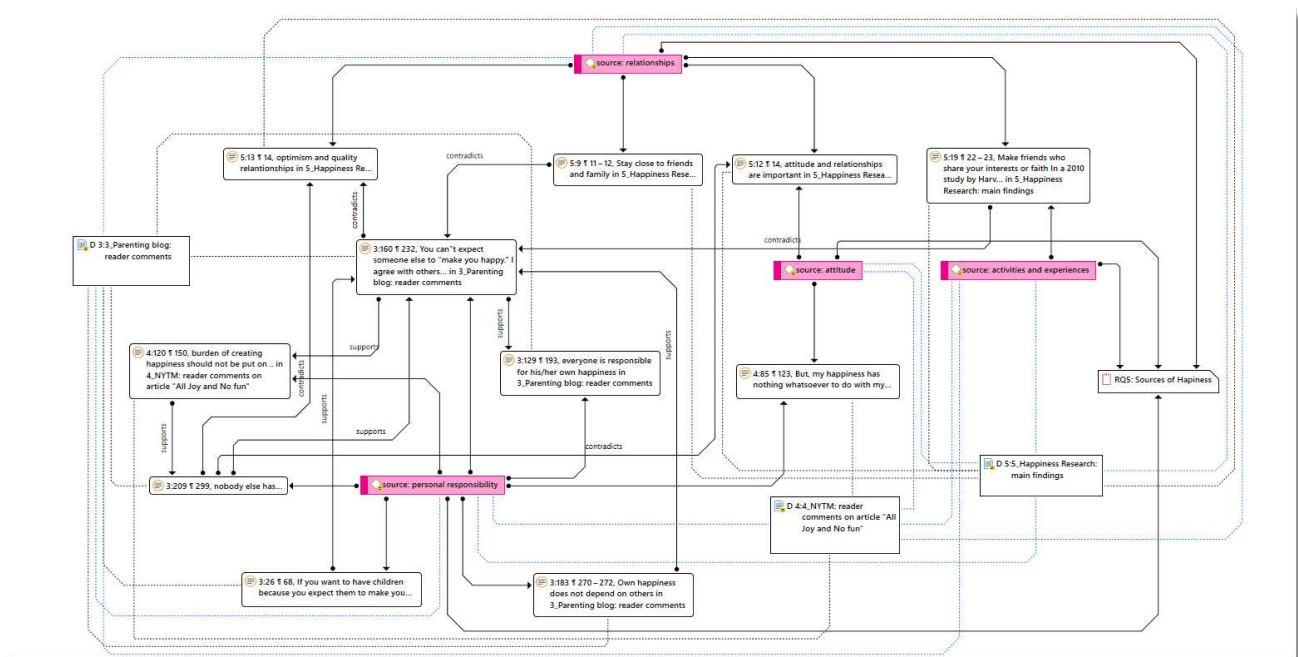 source: relationships
5:13 ¶ 14, optimism and quality
relantionships in 5_Happiness Re...
contradicts
5:9 ¶ 11 – 12, Stay close to friends
and family in 5_Happiness Rese...
5:12 ¶ 14, attitude and relationships
are important in 5_Happiness Resea...
5:19 ¶ 22 – 23, Make friends who
share your interests or faith In a 2010
study by Harv... in 5_Happiness
Research: main findings
contradicts
D 3:3_Parenting blog:
reader comments
3:160 ¶ 232, You can"t expect
someone else to "make you happy." I
agree with others... in 3_Parenting
blog: reader comments
contradicts
source: attitude
source: activities and experiences
supports
supports
supports
4:120 ¶ 150, burden of creating
happiness should not be put on .. in
4_NYTM: reader comments on
article "All Joy and No fun"
contradicts
3:129 ¶ 193, everyone is responsible
for his/her own happiness in
3_Parenting blog: reader comments
4:85 ¶ 123, But, my happiness has
nothing whatsoever to do with my...
RQ5: Sources of Hapiness
supports
supports
supports
contradicts
3:209 ¶ 299, nobody else has...
source: personal responsibility
D 5:5_Happiness Research:
main findings
D 4:4_NYTM: reader
comments on article "All
Joy and No fun"
3:26 ¶ 68, If you want to have children
because you expect them to make you...
3:183 ¶ 270 – 272, Own happiness
does not depend on others in
3_Parenting blog: reader comments